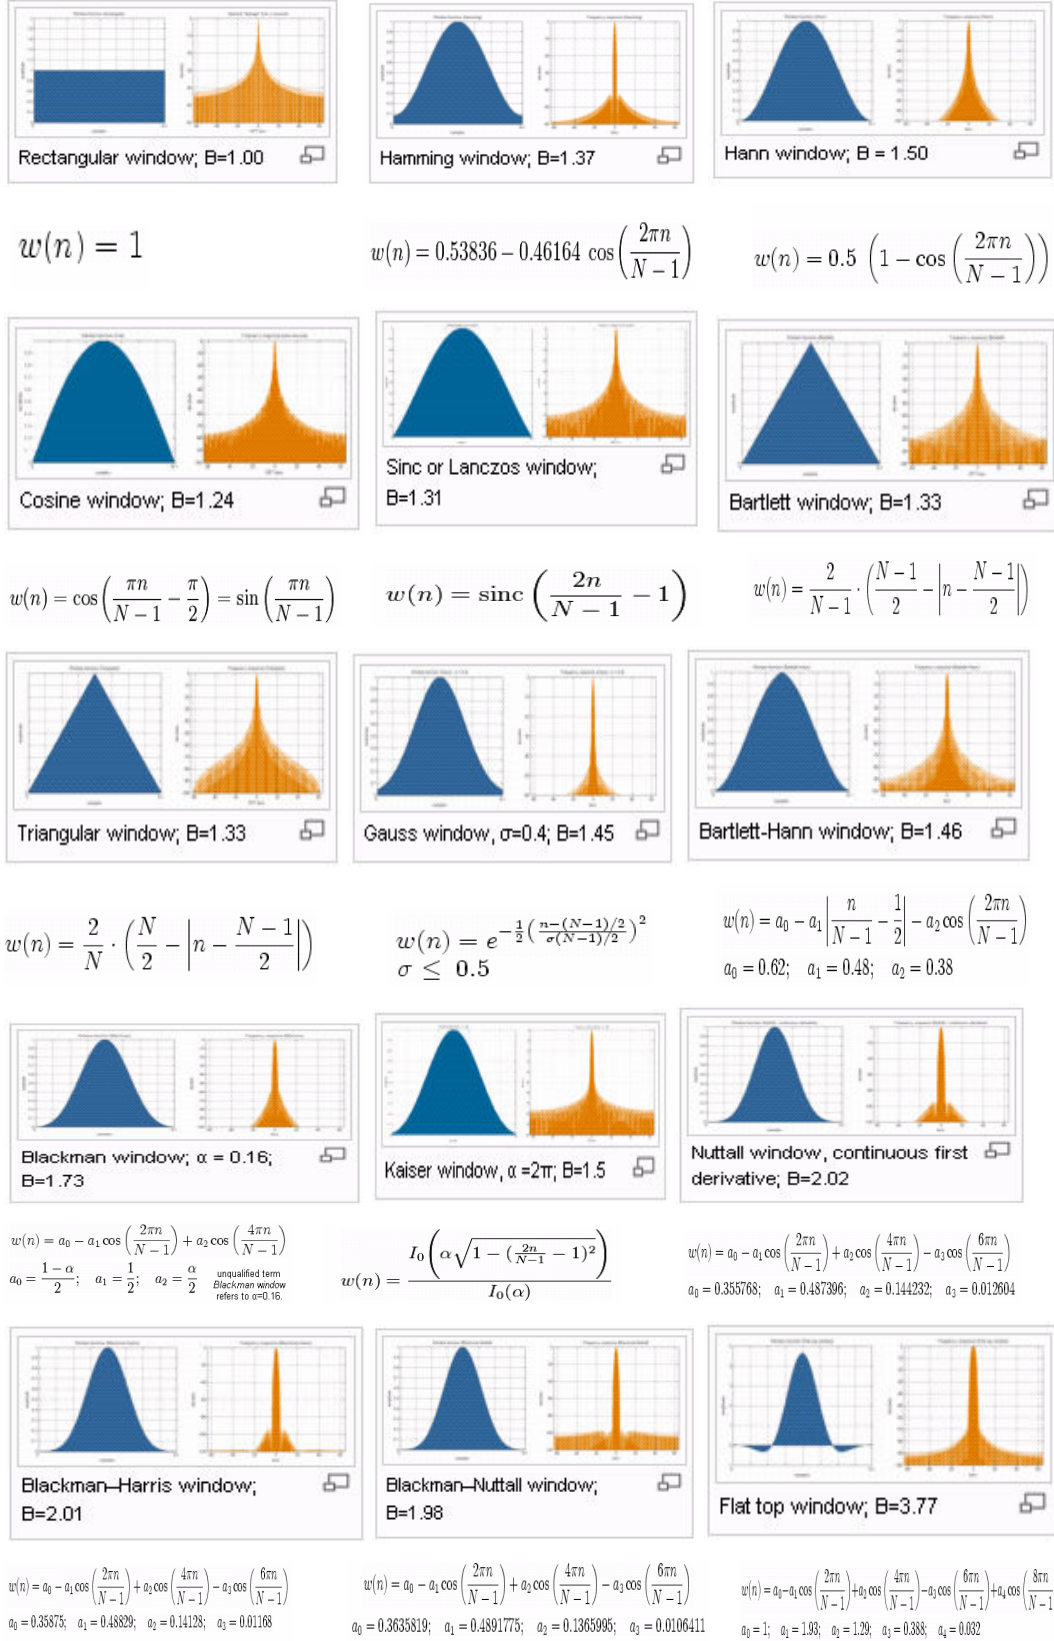 Rectangular window; B=1.00
Hamming window; B=1.37
Hann window; B = 1.50
w(n) = 1
w(n) = 0.53836 – 0.46164 cos(2πn/(N – 1))
w(n) = 0.5 (1 – cos(2πn/(N – 1)))
Cosine window; B=1.24
Sinc or Lanczos window;
B=1.31
Bartlett window; B=1.33
w(n) = cos(πn/(N – 1) – π/2) = sin(πn/(N – 1))
w(n) = sinc(2n/(N – 1) – 1)
w(n) = 2/(N–1) · ((N–1)/2 – |n – (N–1)/2|)
Triangular window; B=1.33
Gauss window, σ=0.4; B=1.45
Bartlett-Hann window; B=1.46
w(n) = 2/N · (N/2 – |n – (N – 1)/2|)
w(n) = e^(–1/2((n–(N–1)/2)/(σ(N–1)/2))^2)
σ ≤ 0.5
w(n) = a₀ – a₁|n/(N – 1) – 1/2| – a₂ cos(2πn/(N – 1))
a₀ = 0.62; a₁ = 0.48; a₂ = 0.38
Blackman window; α = 0.16;
B=1.73
Kaiser window, α =2π; B=1.5
Nuttall window, continuous first
derivative; B=2.02
w(n) = a₀ – a₁ cos(2πn/(N – 1)) + a₂ cos(4πn/(N – 1))
a₀ = (1 – α)/2; a₁ = 1/2; a₂ = α/2
unqualified term
Blackman window
refers to α=0.16.
w(n) = I₀(α√(1 – (2n/(N–1) – 1)²))/I₀(α)
w(n) = a₀ – a₁ cos(2πn/(N – 1)) + a₂ cos(4πn/(N – 1)) – a₃ cos(6πn/(N – 1))
a₀ = 0.355768; a₁ = 0.487396; a₂ = 0.144232; a₃ = 0.012604
Blackman–Harris window;
B=2.01
Blackman–Nuttall window;
B=1.98
Flat top window; B=3.77
w(n) = a₀ – a₁ cos(2πn/(N – 1)) + a₂ cos(4πn/(N – 1)) – a₃ cos(6πn/(N – 1))
a₀ = 0.35875; a₁ = 0.48829; a₂ = 0.14128; a₃ = 0.01168
w(n) = a₀ – a₁ cos(2πn/(N – 1)) + a₂ cos(4πn/(N – 1)) – a₃ cos(6πn/(N – 1))
a₀ = 0.3635819; a₁ = 0.4891775; a₂ = 0.1365995; a₃ = 0.0106411
w(n) = a₀–a₁ cos(2πn/(N – 1))+a₂ cos(4πn/(N – 1))–a₃ cos(6πn/(N – 1))+a₄ cos(8πn/(N – 1
a₀ = 1; a₁ = 1.93; a₂ = 1.29; a₃ = 0.388; a₄ = 0.032